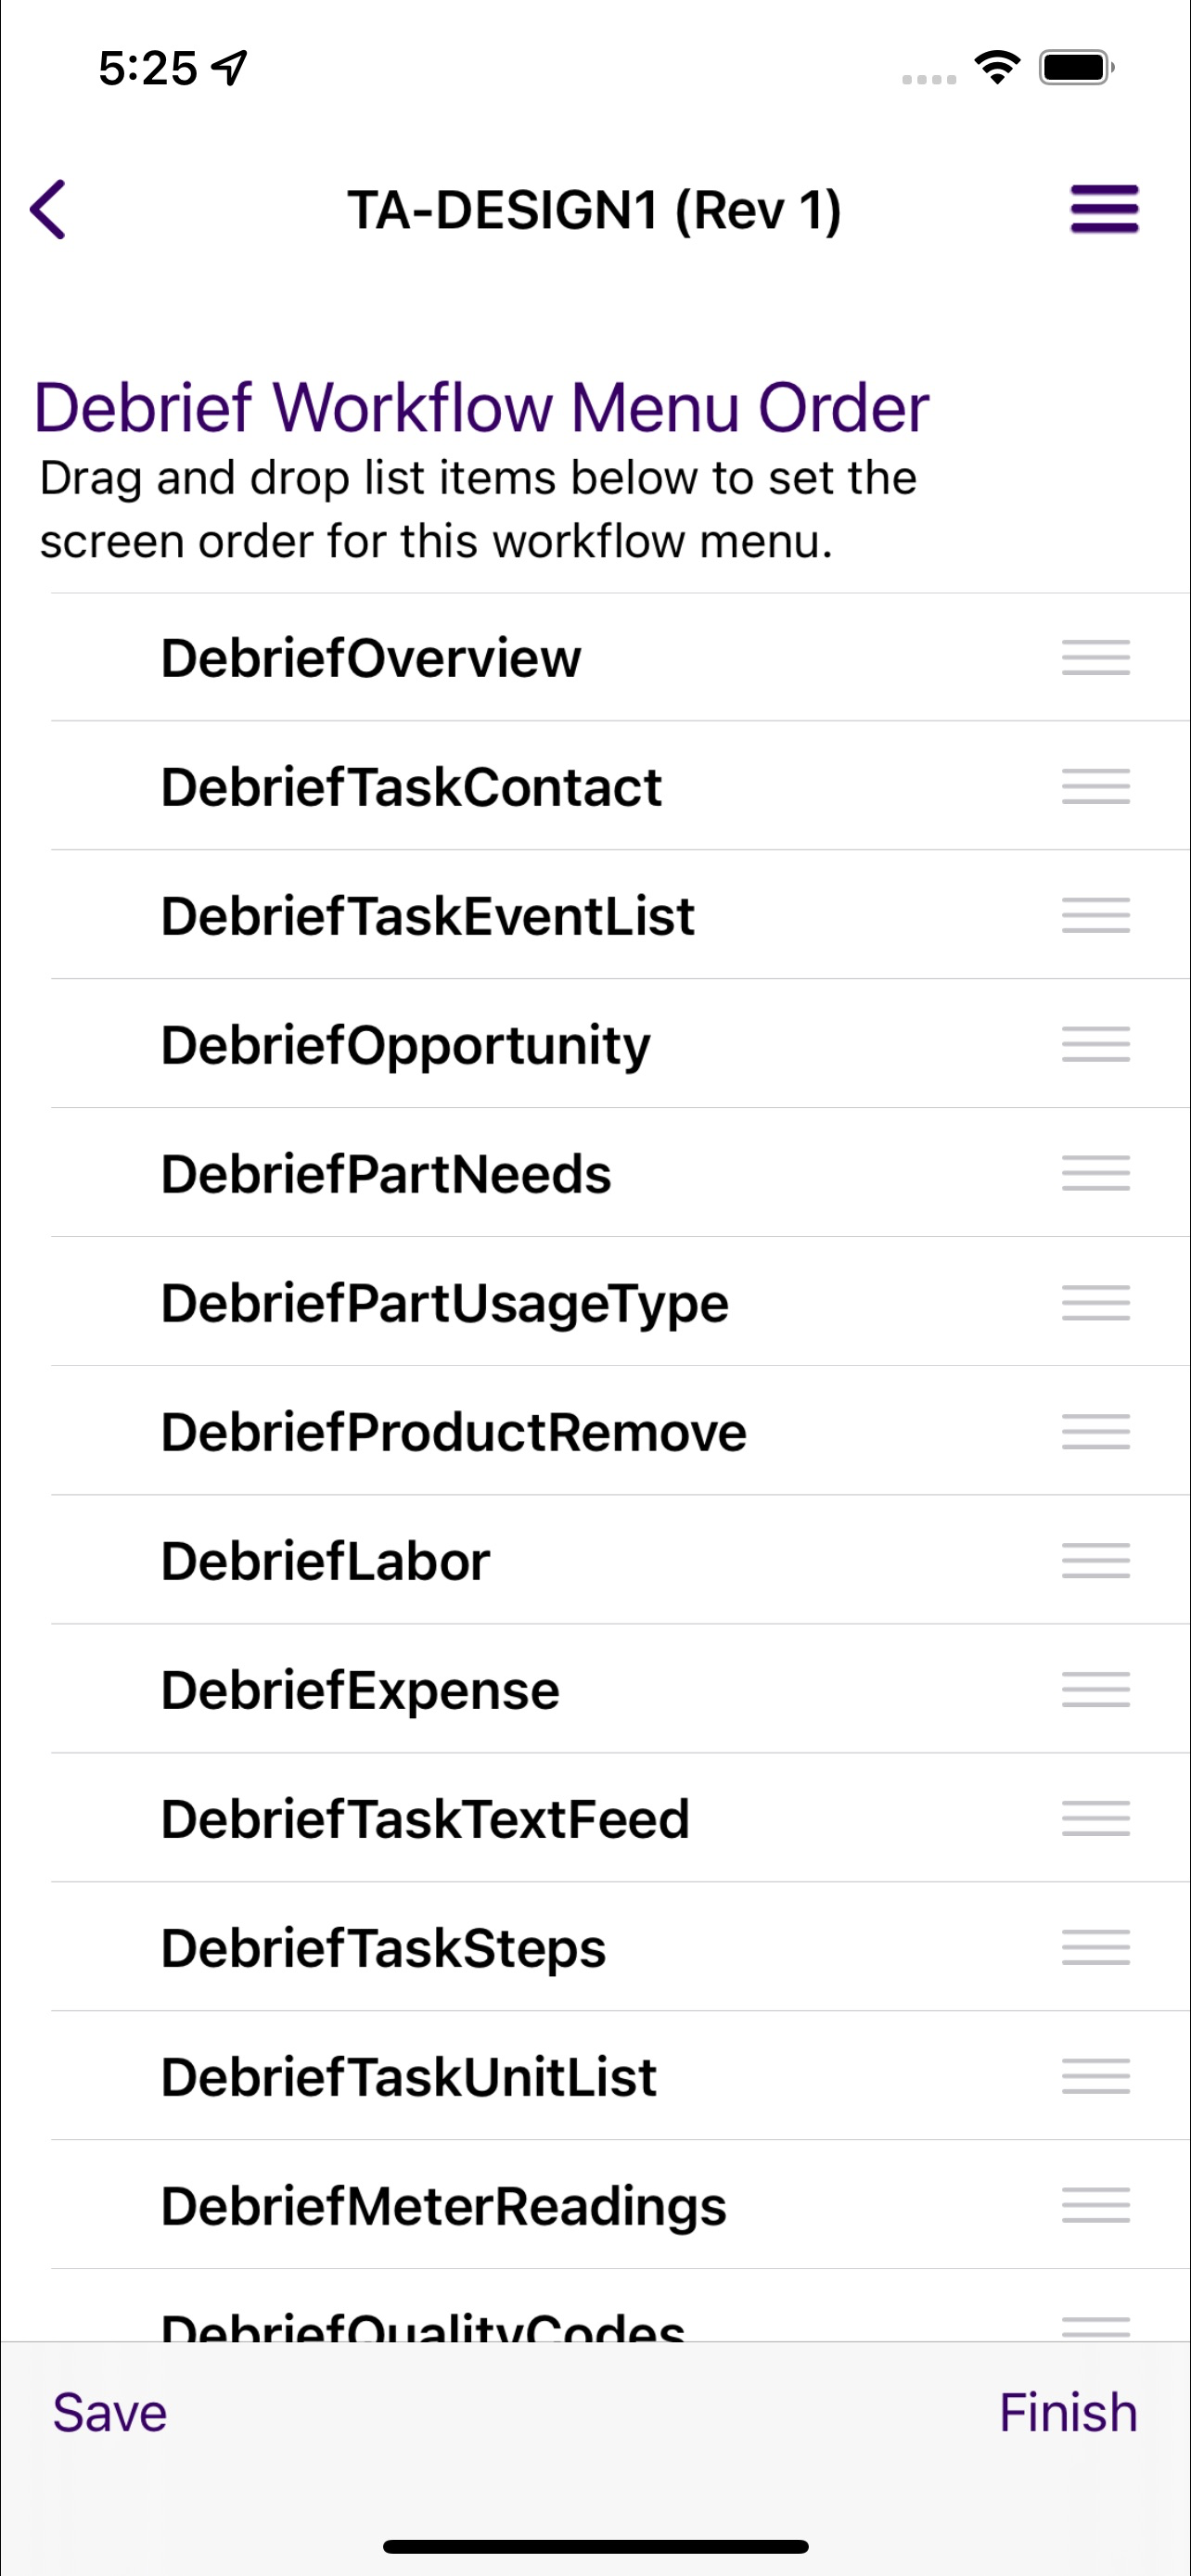 5:25
TA-DESIGN1 (Rev 1)
Debrief Workflow Menu Order
Drag and drop list items below to set the
screen order for this workflow menu.
DebriefOverview
DebriefTaskContact
DebriefTaskEventList
DebriefOpportunity
DebriefPartNeeds
DebriefPartUsageType
DebriefProductRemove
DebriefLabor
DebriefExpense
DebriefTaskTextFeed
DebriefTaskSteps
DebriefTaskUnitList
DebriefMeterReadings
DebriefQualityCodes
Save
Finish